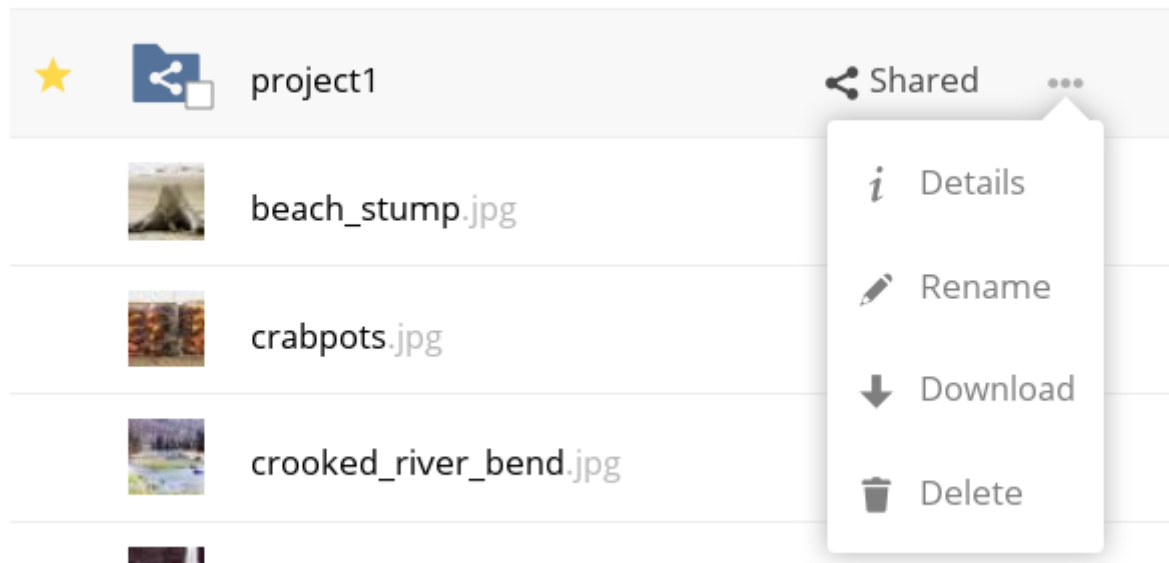 project1
Shared
Details
beach_stump.jpg
Rename
crabpots.jpg
Download
crooked_river_bend.jpg
Delete